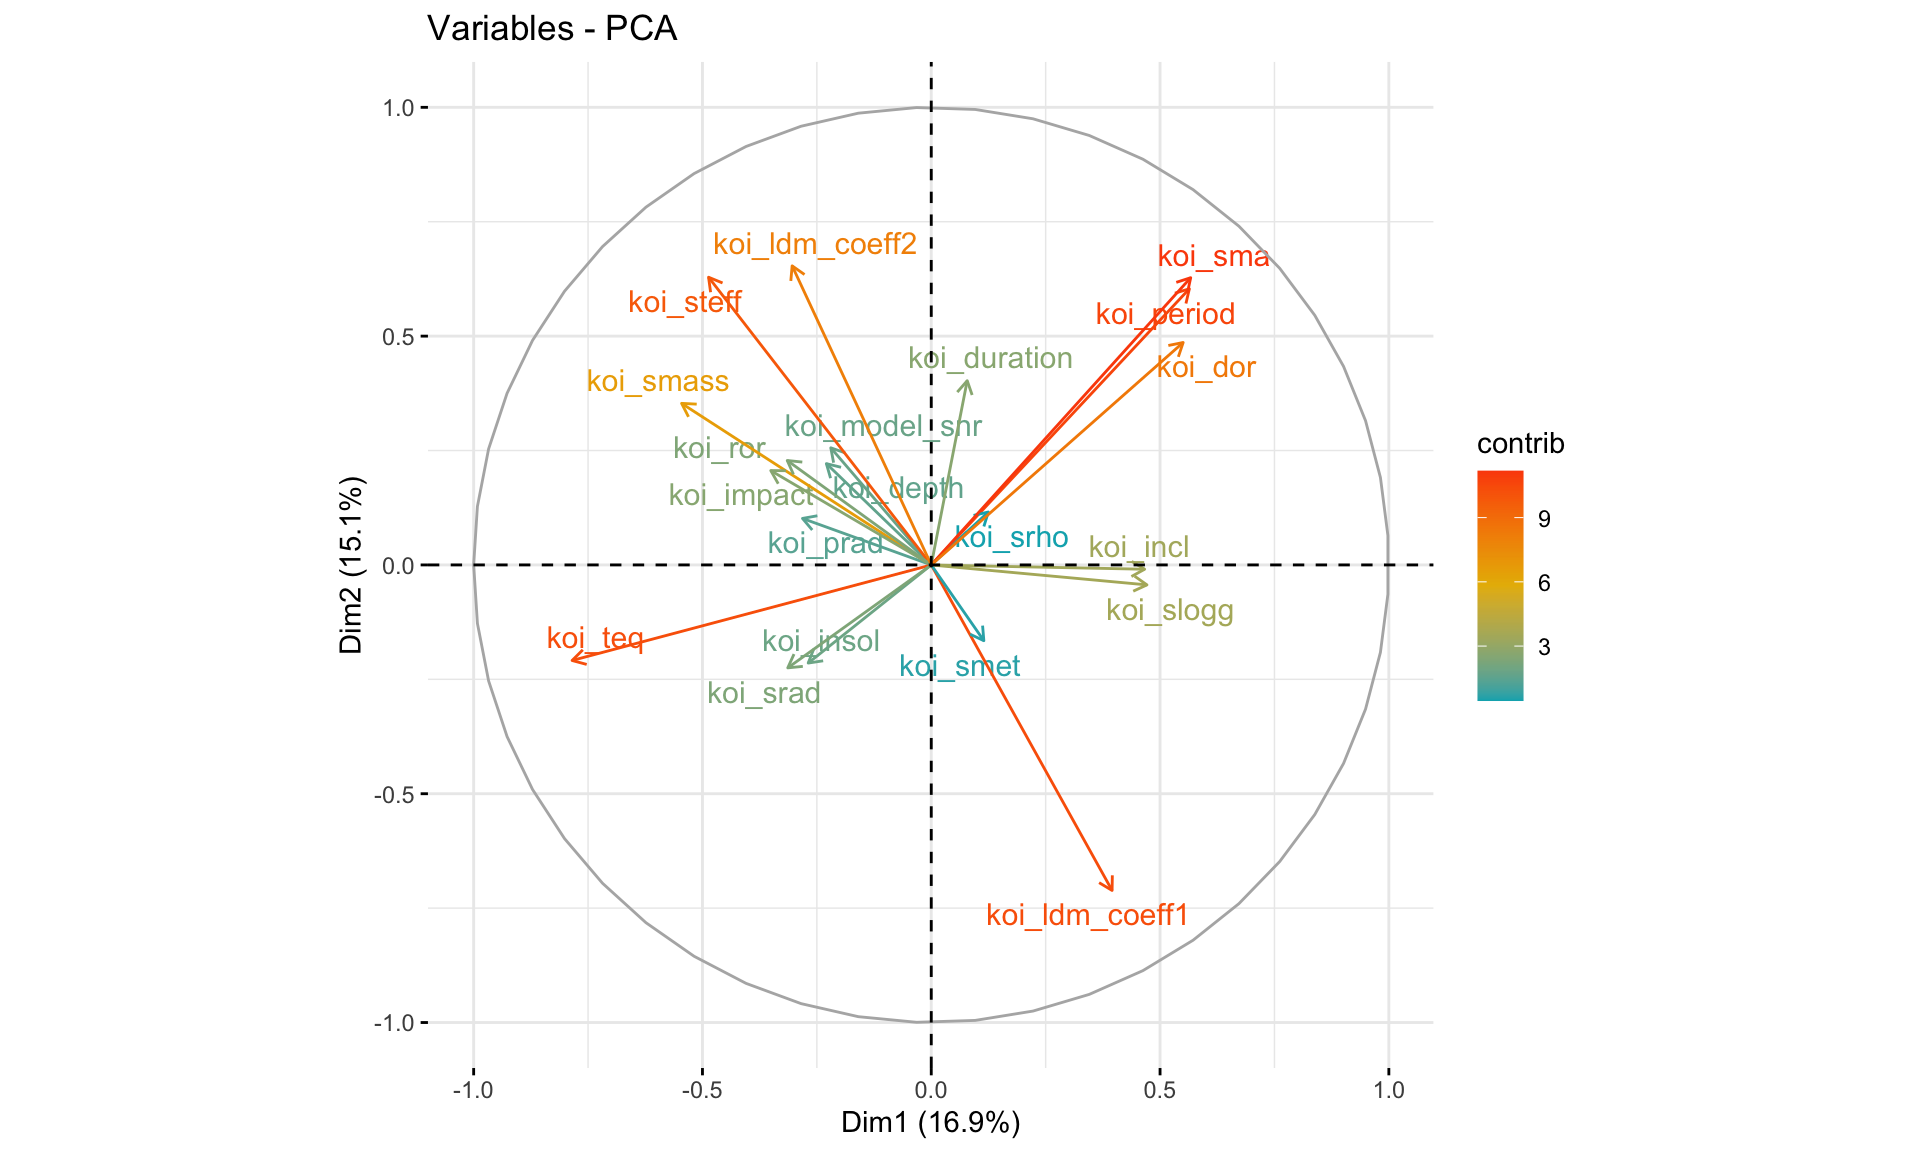 Variables - PCA
1.0
0.5
0.0
-0.5
-1.0
Dim2 (15.1%)
koi_ldm_coeff2
koi_sma
koi_steff
koi_period
koi_duration
koi_dor
koi_smass
koi_model_snr
koi_ror
koi_depth
koi_impact
koi_prad
koi_srho
koi_incl
koi_slogg
koi_teq
koi_insol
koi_smet
koi_srad
koi_ldm_coeff1
-1.0
-0.5
0.0
0.5
1.0
Dim1 (16.9%)
contrib
9
6
3